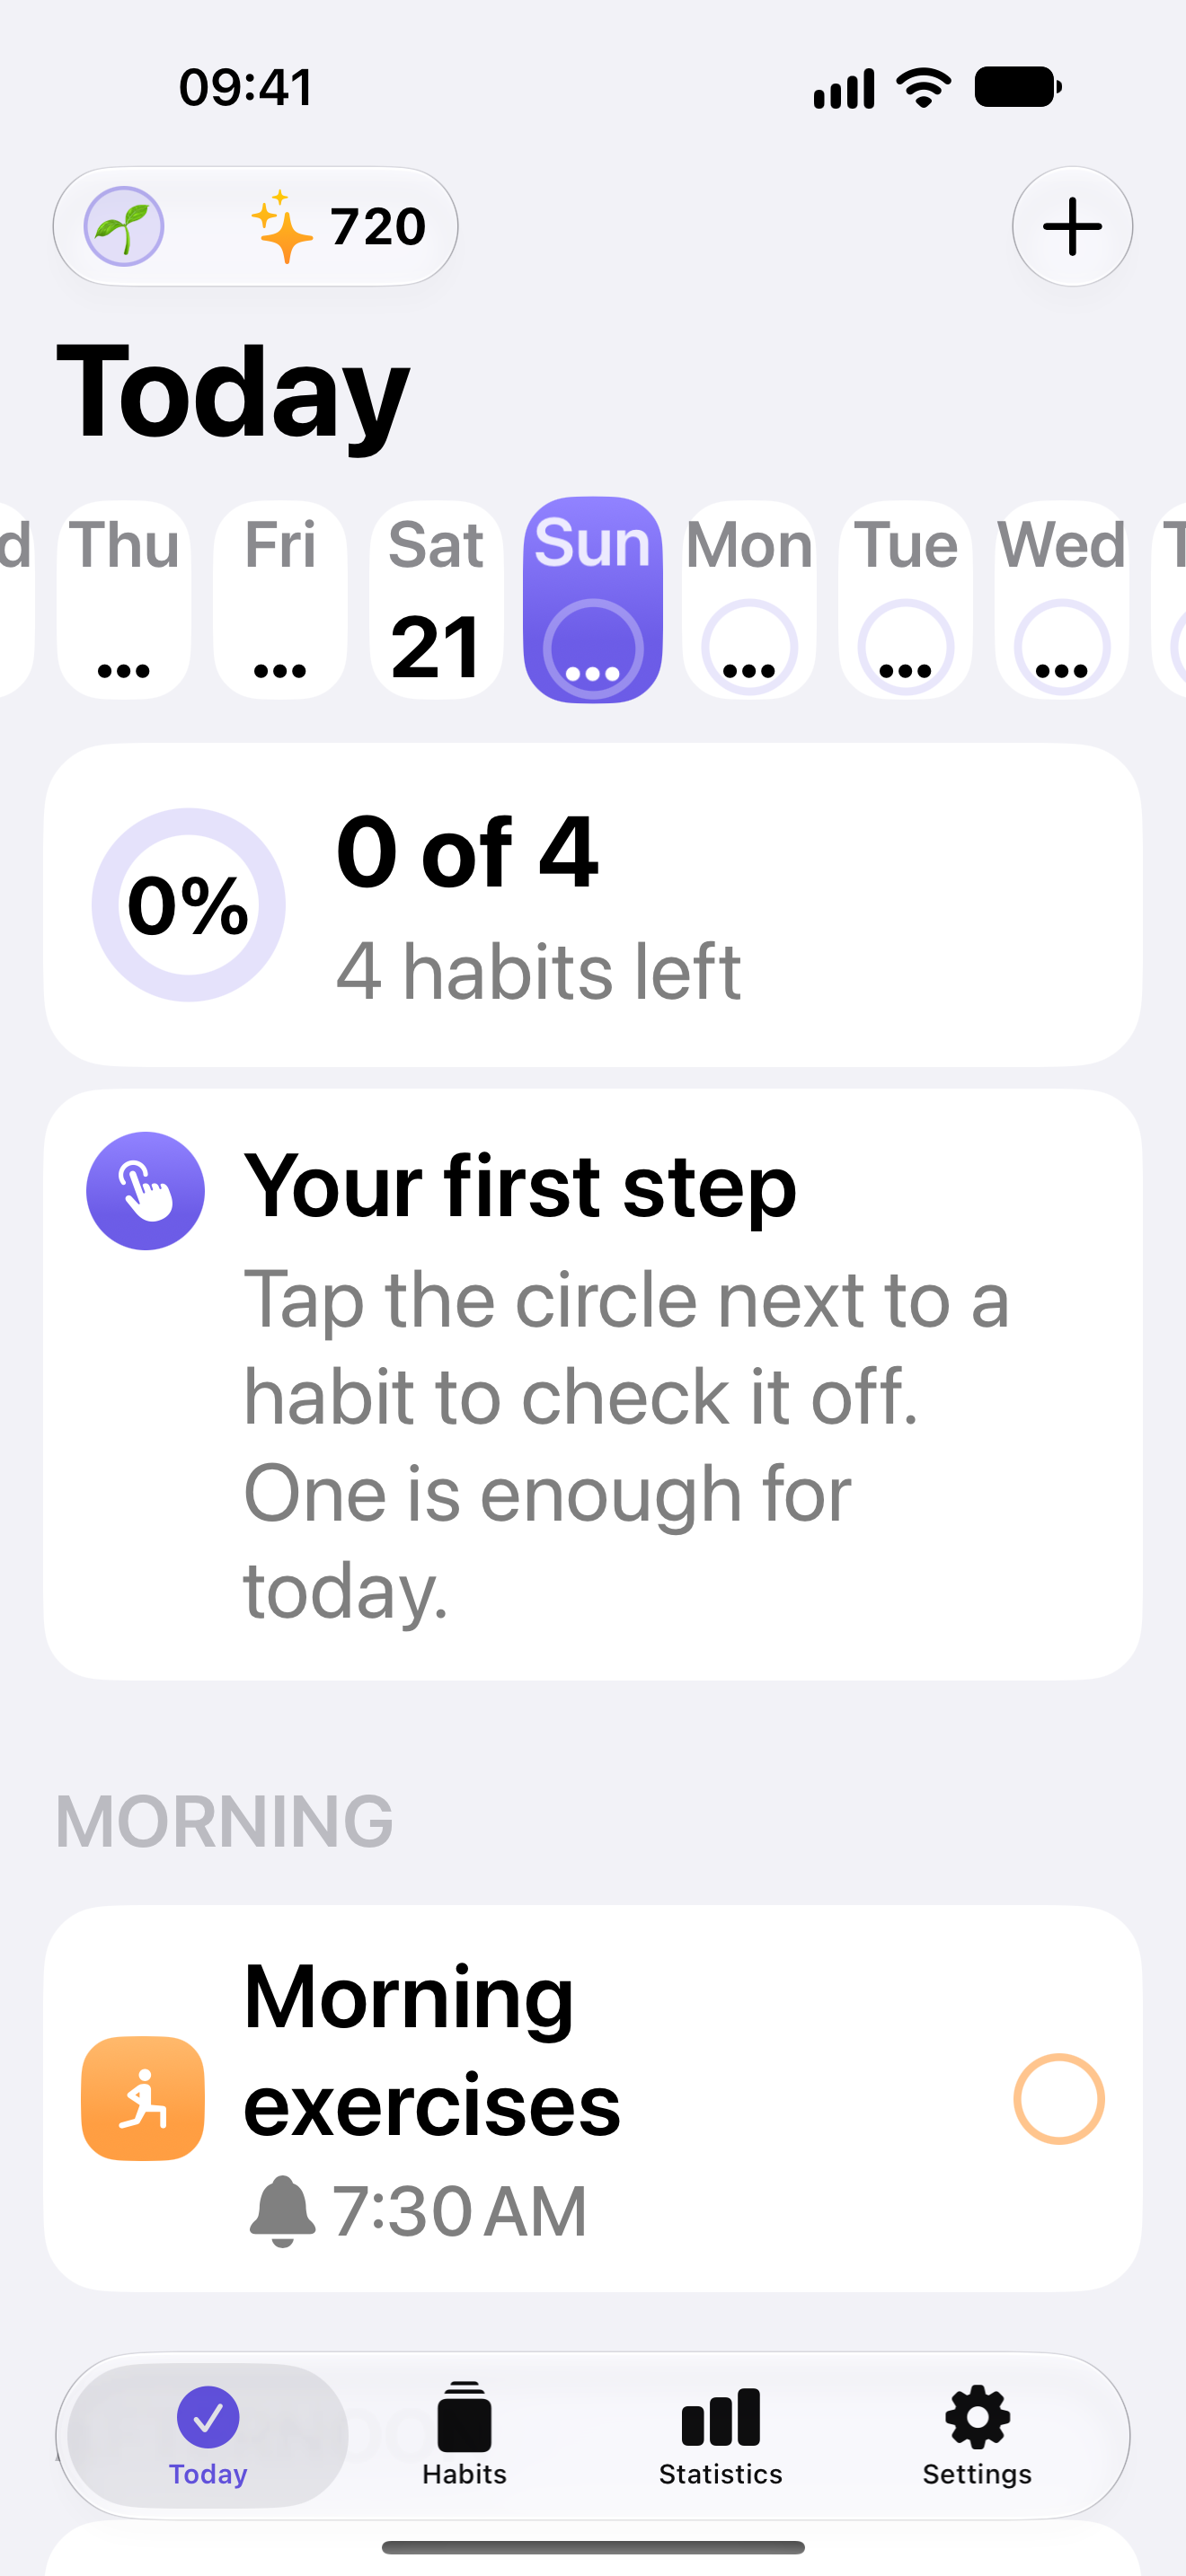 09:41
720
Today
d Thu Fri Sat Sun Mon Tue Wed T
... ... 21 ... ... ... ...
0%
0 of 4
4 habits left
Your first step
Tap the circle next to a
habit to check it off.
One is enough for
today.
MORNING
Morning
exercises
7:30 AM
Today Habits Statistics Settings